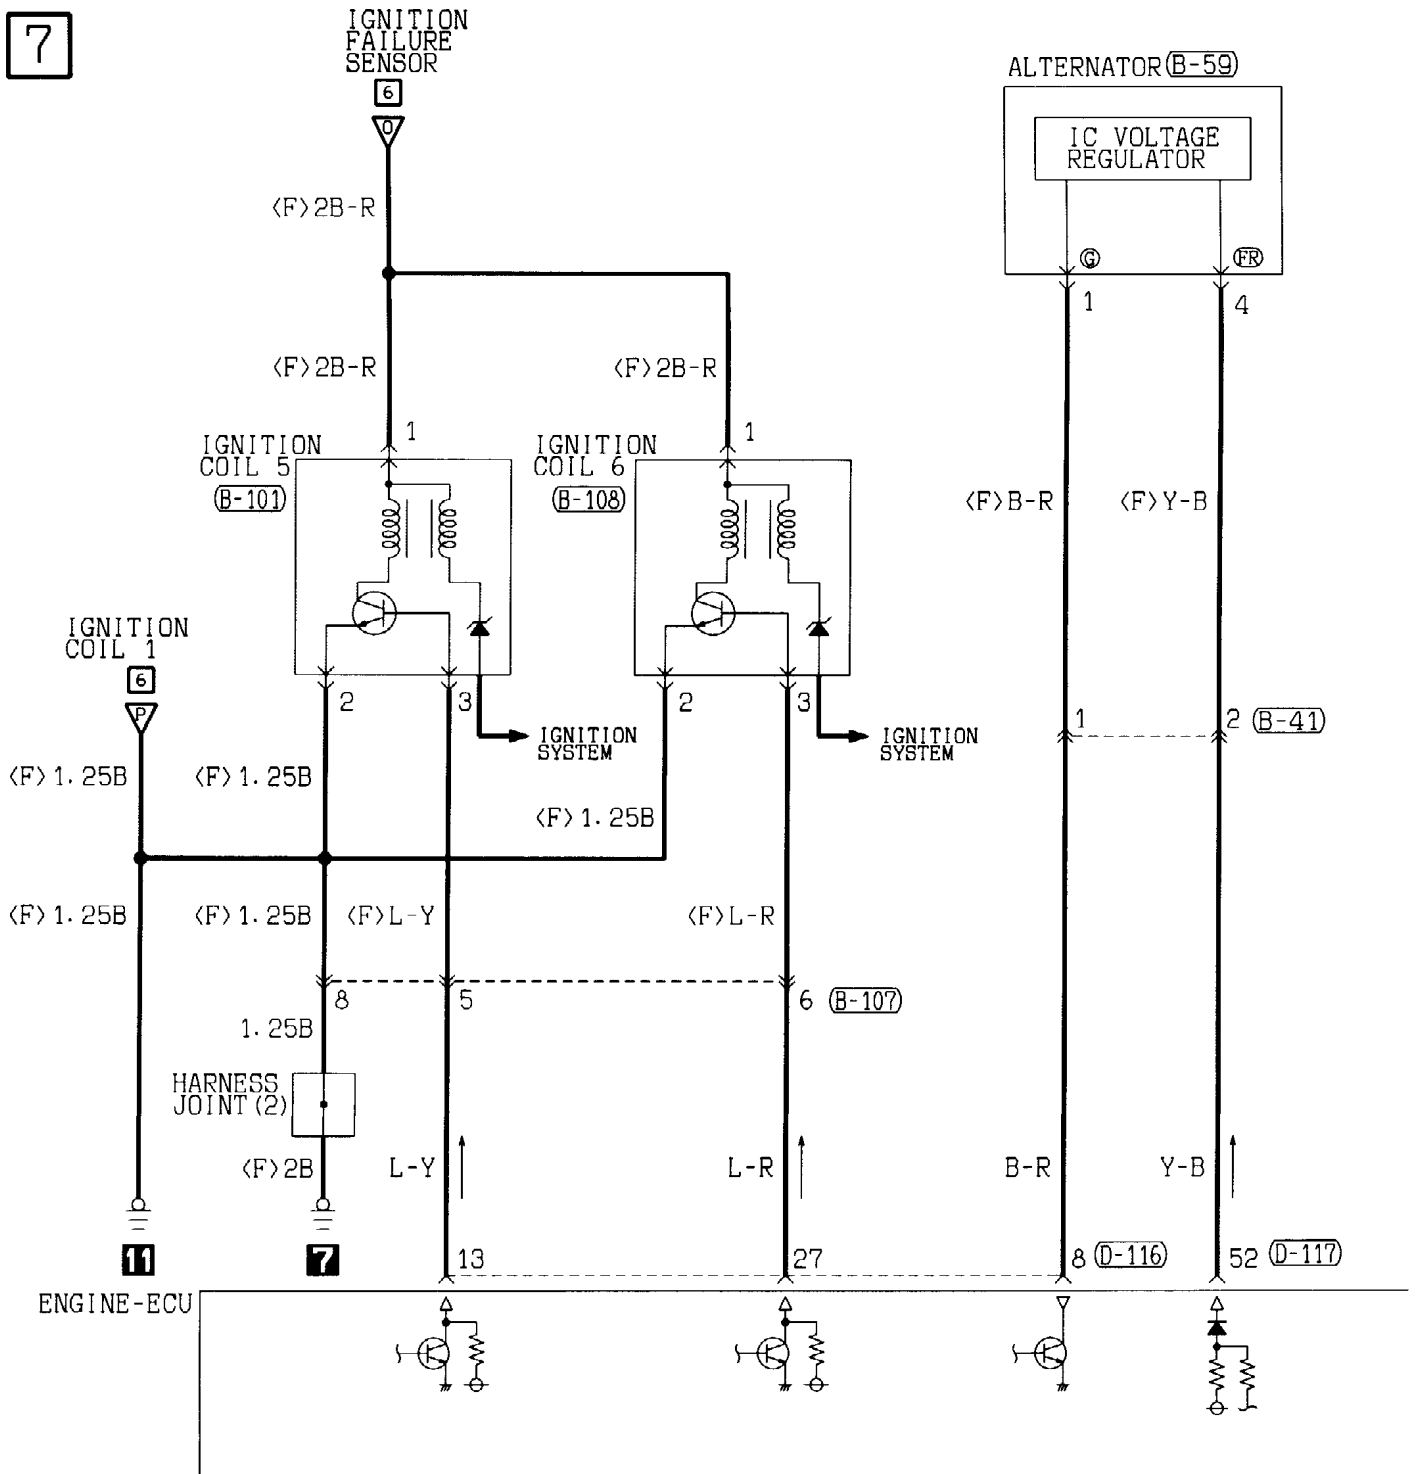 7
IGNITION
FAILURE
SENSOR
6
O
ALTERNATOR (B-59)
IC VOLTAGE
REGULATOR
G
FR
1
4
<F>2B-R
<F>2B-R
<F>2B-R
1
1
IGNITION
COIL 5
B-101
IGNITION
COIL 6
B-108
<F>B-R
<F>Y-B
IGNITION
COIL 1
6
P
2
3
2
3
IGNITION
SYSTEM
IGNITION
SYSTEM
1
2 (B-41)
<F>1.25B
<F>1.25B
<F>1.25B
<F>1.25B
<F>1.25B
<F>L-Y
<F>L-R
8
5
6 (B-107)
1.25B
HARNESS
JOINT(2)
<F>2B
L-Y
L-R
B-R
Y-B
11
7
13
27
8 (D-116)
52 (D-117)
ENGINE-ECU